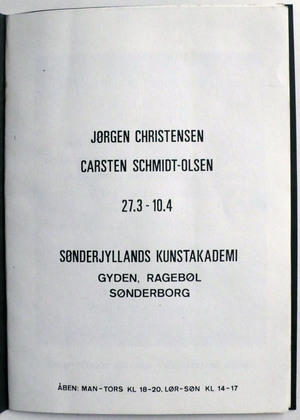 JØRGEN CHRISTENSEN
CARSTEN SCHMIDT-OLSEN
27.3 - 10.4
SØNDERJYLLANDS KUNSTAKADEMI
GYDEN, RAGEBØL
SØNDERBORG
ÅBEN: MAN-TORS KL 18-20. LØR-SØN KL 14-17